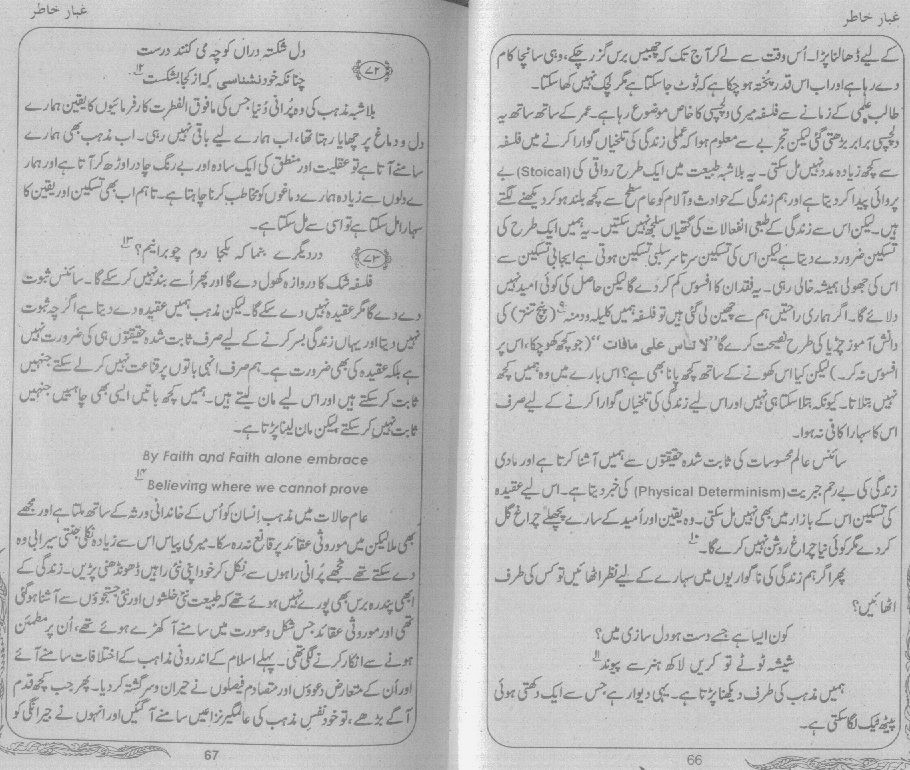 غبار خاطر
کے لیے ڈھالنا پڑا۔ اُس وقت سے لے کر آج تک کہ چھبیس برس گزر چکے، وہی سانچا کام
دے رہا ہے اور اب اس قدر پختہ ہو چکا ہے کہ ٹوٹ جا سکتا ہے مگر لچک نہیں کھا سکتا۔
طالب علمی کے زمانے سے فلسفہ میری دلچسپی کا خاص موضوع رہا ہے۔ عمر کے ساتھ ساتھ یہ
دلچسپی برابر بڑھتی گئی لیکن تجربے سے معلوم ہوا کہ عملی زندگی کی تلخیاں گوارا کرنے میں فلسفہ
سے کچھ زیادہ مدد نہیں مل سکتی۔ یہ بلاشبہ طبیعت میں ایک طرح رواقی کی (Stoical) بے
پروائی پیدا کر دیتا ہے اور ہم زندگی کے حوادث و آلام کو عام سطح سے کچھ بلند ہو کر دیکھنے لگتے
ہیں۔ لیکن اس سے زندگی کے طبعی انفعالات کی گتھیاں سلجھ نہیں سکتیں۔ یہ ہمیں ایک طرح کی
تسکین ضرور دے دیتا ہے لیکن اس کی تسکین سرتاسر سلبی تسکین ہوتی ہے ایجابی تسکین سے
اس کی جھولی ہمیشہ خالی رہی۔ یہ فقدان کا افسوس کم کر دے گا لیکن حاصل کی کوئی امید نہیں
دلائے گا۔ اگر ہماری راحتیں ہم سے چھین لی گئی ہیں تو فلسفہ ہمیں کلیلہ و دمنہ ۹ (پنچ تنتر) کی
دانش آموز چڑیا کی طرح نصیحت کرے گا "لا تاس علی مافات" (جو کچھ کھو چکا، اس پر
افسوس نہ کر۔) لیکن کیا اس کھونے کے ساتھ کچھ پانا بھی ہے؟ اس بارے میں وہ ہمیں کچھ
نہیں بتلاتا۔ کیونکہ بتلا سکتا ہی نہیں اور اس لیے زندگی کی تلخیاں گوارا کرنے کے لیے صرف
اس کا سہارا کافی نہ ہوا۔
سائنس عالم محسوسات کی ثابت شدہ حقیقتوں سے ہمیں آشنا کرتا ہے اور مادی
زندگی کی بے رحم جبریت (Physical Determinism) کی خبر دیتا ہے۔ اس لیے عقیدہ
کی تسکین اس کے بازار میں بھی نہیں مل سکتی۔ وہ یقین اور اُمید کے سارے پچھلے چراغ گل
کر دے مگر کوئی نیا چراغ روشن نہیں کرے گا۔ ۱۰
پھر اگر ہم زندگی کی ناگواریوں میں سہارے کے لیے نظر اٹھائیں تو کس کی طرف
اٹھائیں؟
کون ایسا ہے جسے دست ہو دل سازی میں؟
شیشہ ٹوٹے تو کریں لاکھ ہنر سے پیوند ۱۱
ہمیں مذہب کی طرف دیکھنا پڑتا ہے۔ یہی دیوار ہے جس سے ایک دکھتی ہوئی
پیٹھ ٹیک لگا سکتی ہے۔
66
غبار خاطر
دل شکستہ دراں کوچہ می کنند درست
﴿۷۲﴾
چنانکہ خود نشناسی کہ از کجا بشکست ۱۲
بلاشبہ مذہب کی وہ پرانی دُنیا جس کی مافوق الفطرت کارفرمائیوں کا یقین ہمارے
دل و دماغ پر چھایا رہتا تھا، اب ہمارے لیے باقی نہیں رہی۔ اب مذہب بھی ہمارے
سامنے آتا ہے تو عقلیت اور منطق کی ایک سادہ اور بے رنگ چادر اوڑھ کر آتا ہے اور ہمار
ے دلوں سے زیادہ ہمارے دماغوں کو مخاطب کرنا چاہتا ہے۔ تاہم اب بھی تسکین اور یقین کا
سہارا مل سکتا ہے تو اسی سے مل سکتا ہے۔
﴿۷۳﴾ دردیگرے بنما کہ بکجا روم چو برانیم؟ ۱۳
فلسفہ شک کا دروازہ کھول دے گا اور پھر اُسے بند نہیں کر سکے گا۔ سائنس ثبوت
دے دے گا مگر عقیدہ نہیں دے سکے گا۔ لیکن مذہب ہمیں عقیدہ دے دیتا ہے اگرچہ ثبوت
نہیں دیتا اور یہاں زندگی بسر کرنے کے لیے صرف ثابت شدہ حقیقتوں ہی کی ضرورت نہیں
ہے بلکہ عقیدہ کی بھی ضرورت ہے۔ ہم صرف انہی باتوں پر قناعت نہیں کر لے سکتے جنہیں
ثابت کر سکتے ہیں اور اس لیے مان لیتے ہیں۔ ہمیں کچھ باتیں ایسی بھی چاہییں جنہیں
ثابت نہیں کر سکتے لیکن مان لینا پڑتا ہے۔
By Faith and Faith alone embrace
Believing where we cannot prove ۱۴
عام حالات میں مذہب انسان کو اُس کے خاندانی ورثہ کے ساتھ ملتا ہے اور مجھے
بھی ملا لیکن میں موروثی عقائد پر قانع نہ رہ سکا۔ میری پیاس اس سے زیادہ نکلی جتنی سیرابی وہ
دے سکتے تھے۔ مجھے پرانی راہوں سے نکل کر خود اپنی نئی راہیں ڈھونڈھنی پڑیں۔ زندگی کے
ابھی پندرہ برس بھی پورے نہیں ہوئے تھے کہ طبیعت نئی خلشوں اور نئی جستجوؤں سے آشنا ہو گئی
تھی اور موروثی عقائد جس شکل و صورت میں سامنے آ کھڑے ہوئے تھے، اُن پر مطمئن
ہونے سے انکار کرنے لگی تھی۔ پہلے اسلام کے اندرونی مذاہب کے اختلافات سامنے آئے
اور اُن کے متعارض دعوؤں اور متصادم فیصلوں نے حیران و سرگشتہ کر دیا۔ پھر جب کچھ قدم
آگے بڑھے، تو خود نفسِ مذہب کی عالمگیر نزاعیں سامنے آ گئیں اور انہوں نے حیرانگی کو
67